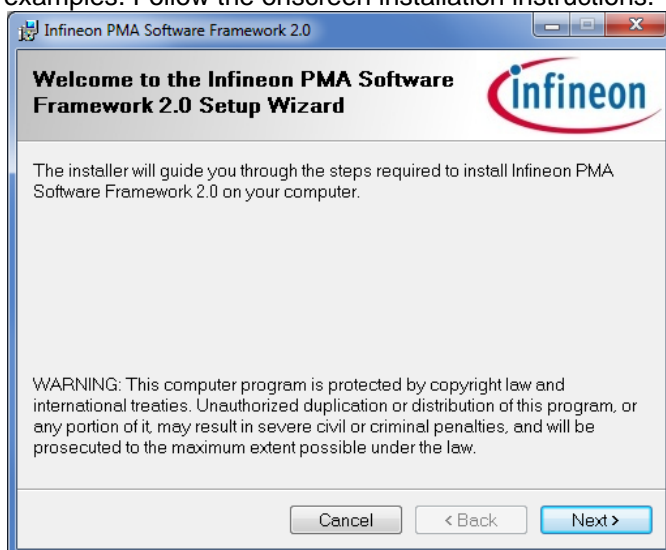 examples. Follow the onscreen installation instructions.
Infineon PMA Software Framework 2.0
Welcome to the Infineon PMA Software
Framework 2.0 Setup Wizard
infineon
The installer will guide you through the steps required to install Infineon PMA
Software Framework 2.0 on your computer.
WARNING: This computer program is protected by copyright law and
international treaties. Unauthorized duplication or distribution of this program, or
any portion of it, may result in severe civil or criminal penalties, and will be
prosecuted to the maximum extent possible under the law.
Cancel
< Back
Next >